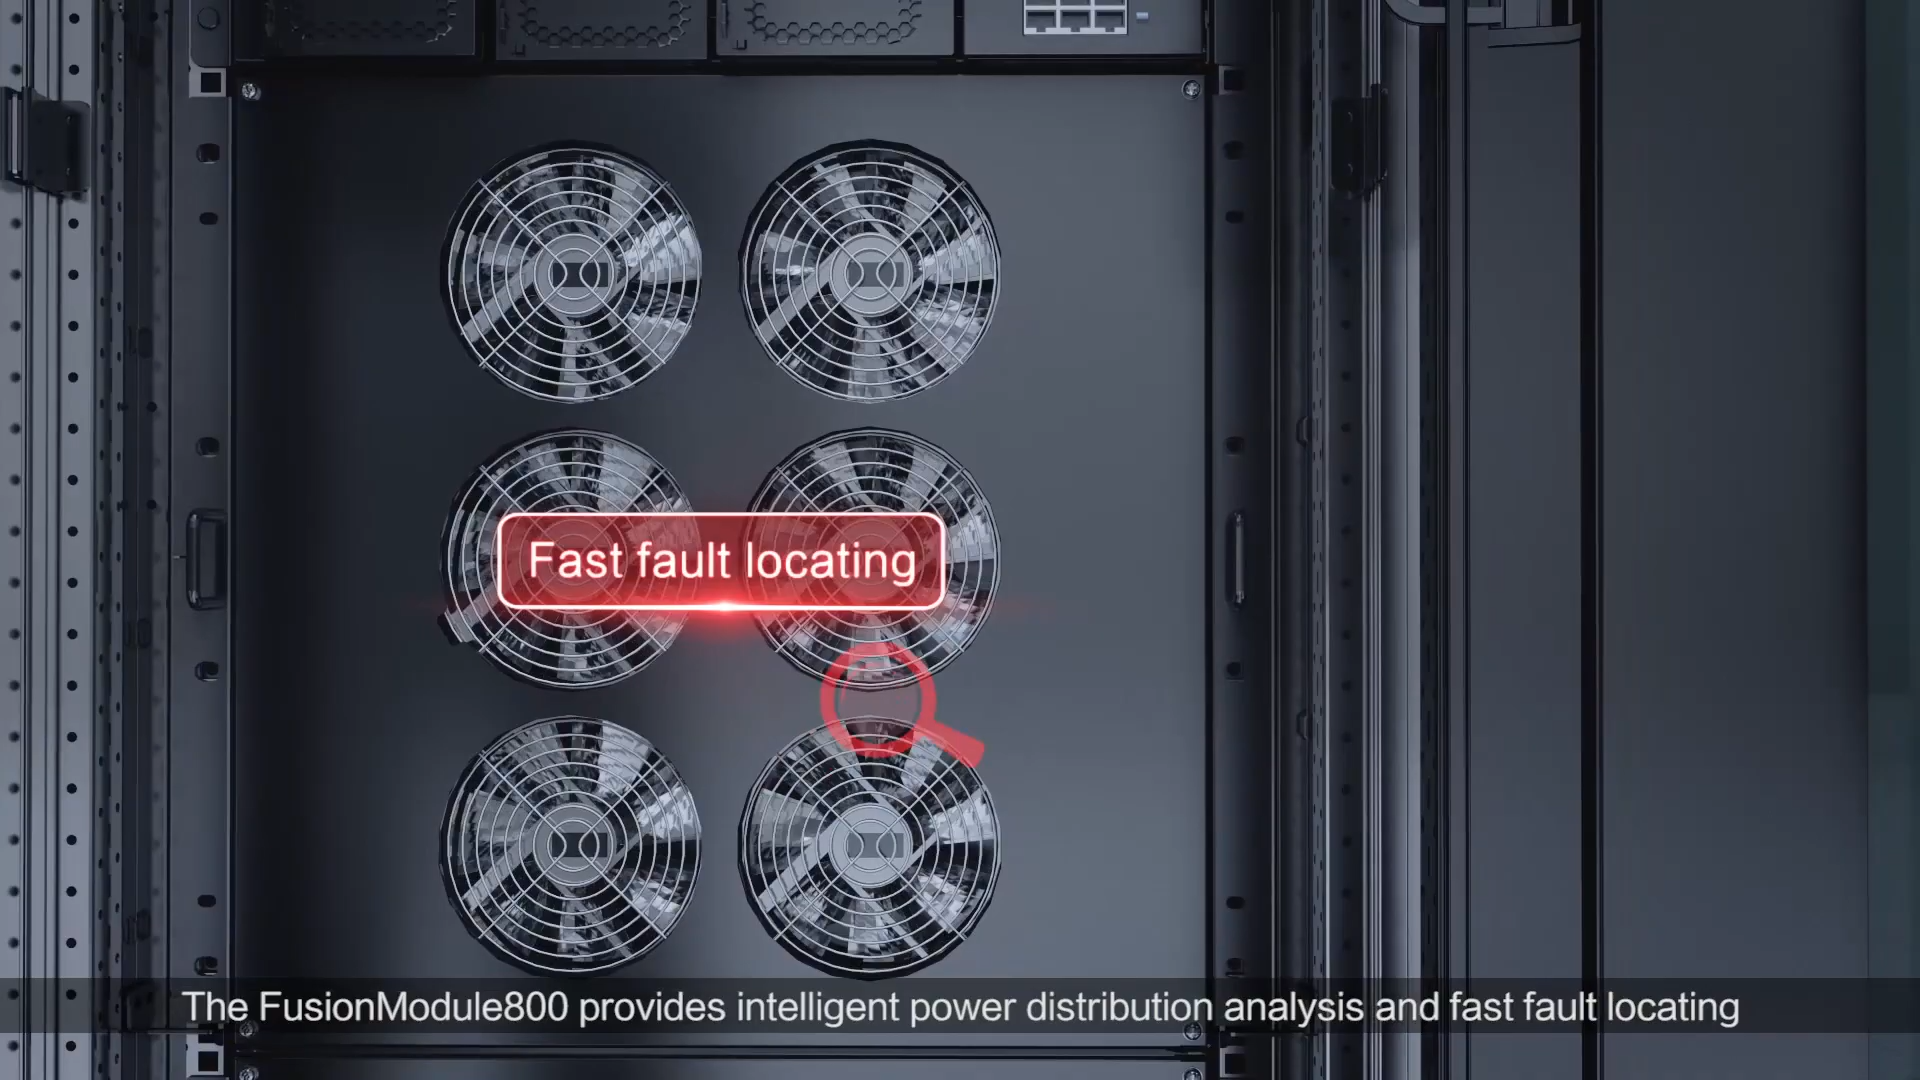 Fast fault locating
The FusionModule800 provides intelligent power distribution analysis and fast fault locating